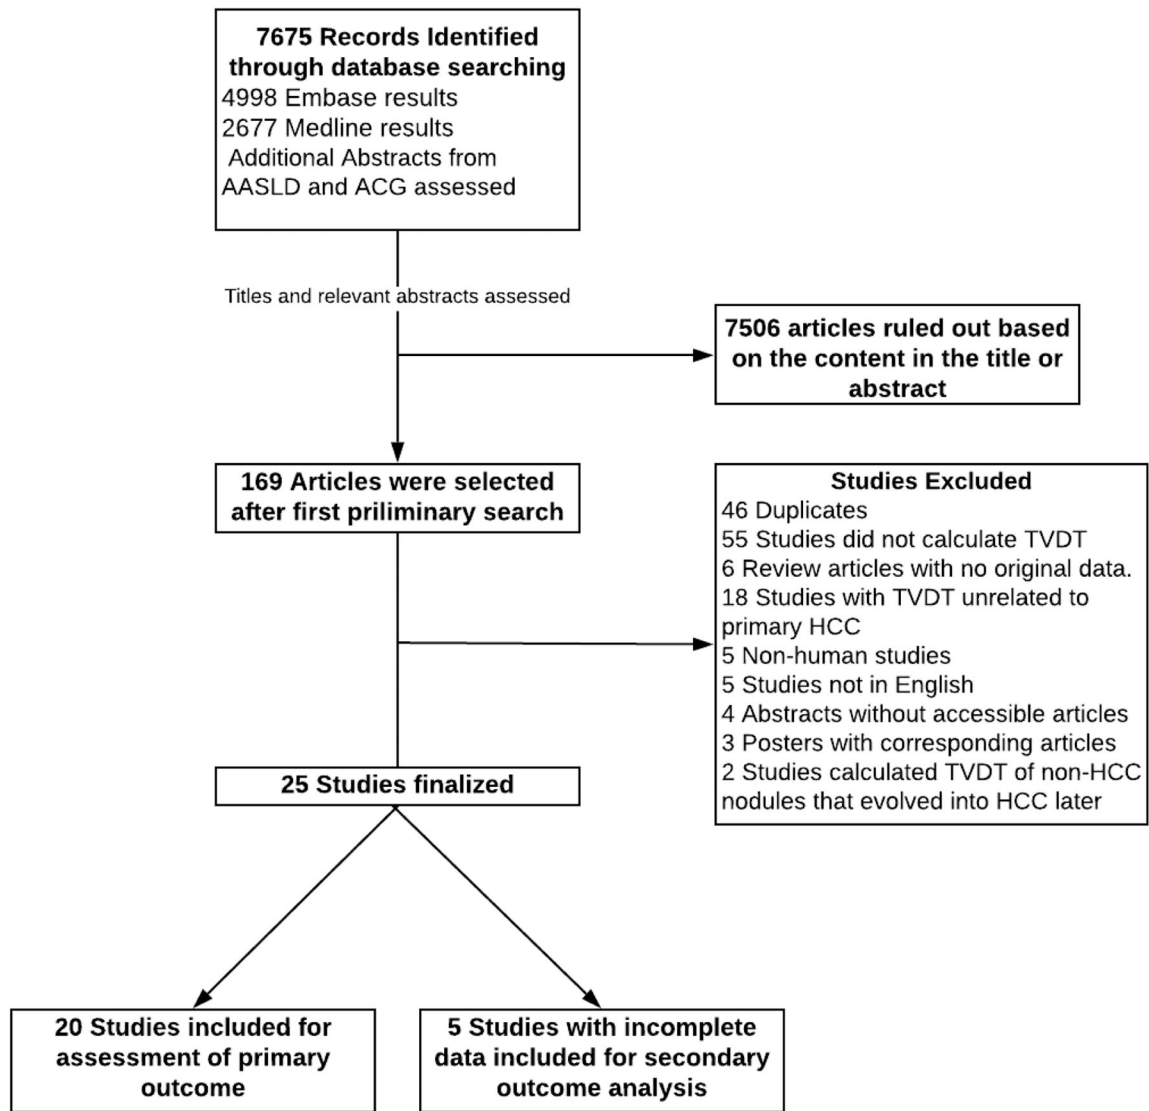 7675 Records Identified
through database searching
4998 Embase results
2677 Medline results
Additional Abstracts from
AASLD and ACG assessed
Titles and relevant abstracts assessed
7506 articles ruled out based
on the content in the title or
abstract
169 Articles were selected
after first priliminary search
Studies Excluded
46 Duplicates
55 Studies did not calculate TVDT
6 Review articles with no original data.
18 Studies with TVDT unrelated to
primary HCC
5 Non-human studies
5 Studies not in English
4 Abstracts without accessible articles
3 Posters with corresponding articles
2 Studies calculated TVDT of non-HCC
nodules that evolved into HCC later
25 Studies finalized
20 Studies included for
assessment of primary
outcome
5 Studies with incomplete
data included for secondary
outcome analysis